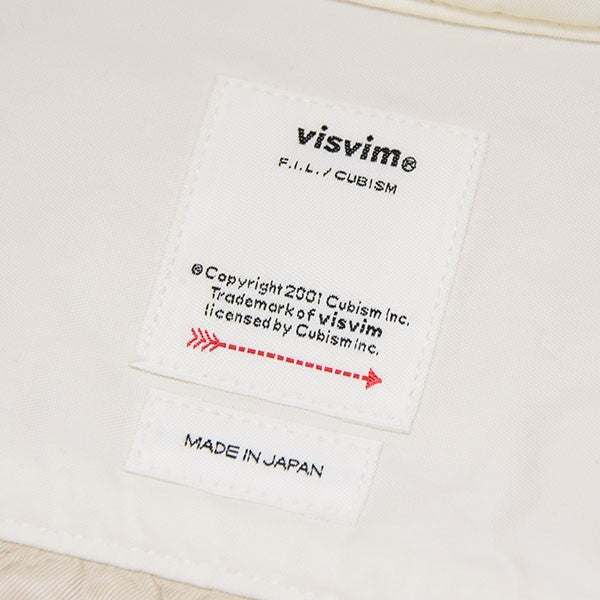 visvim®
F.I.L. / CUBISM
©Copyright 2001 Cubism Inc.
Trademark of visvim
licensed by Cubism Inc.
MADE IN JAPAN